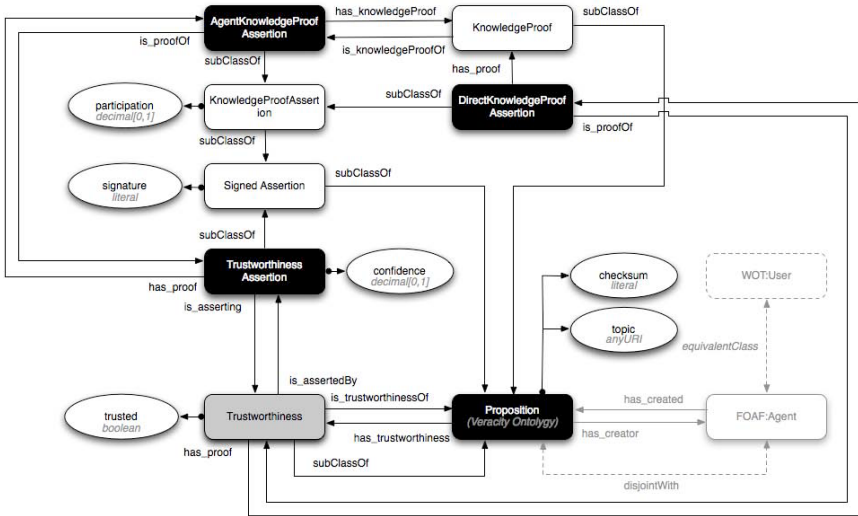 AgentKnowledgeProof
Assertion
has_knowledgeProof
KnowledgeProof
subClassOf
is_proofOf
is_knowledgeProofOf
subClassOf
has_proof
participation
decimal[0,1]
KnowledgeProofAssert
ion
subClassOf
DirectKnowledgeProof
Assertion
is_proofOf
subClassOf
signature
literal
Signed Assertion
subClassOf
subClassOf
Trustworthiness
Assertion
has_proof
confidence
decimal[0,1]
checksum
literal
WOT:User
is_asserting
topic
anyURI
equivalentClass
is_assertedBy
trusted
boolean
Trustworthiness
is_trustworthinessOf
Proposition
(Veracity Ontolygy)
has_created
FOAF:Agent
has_proof
has_trustworthiness
has_creator
subClassOf
disjointWith